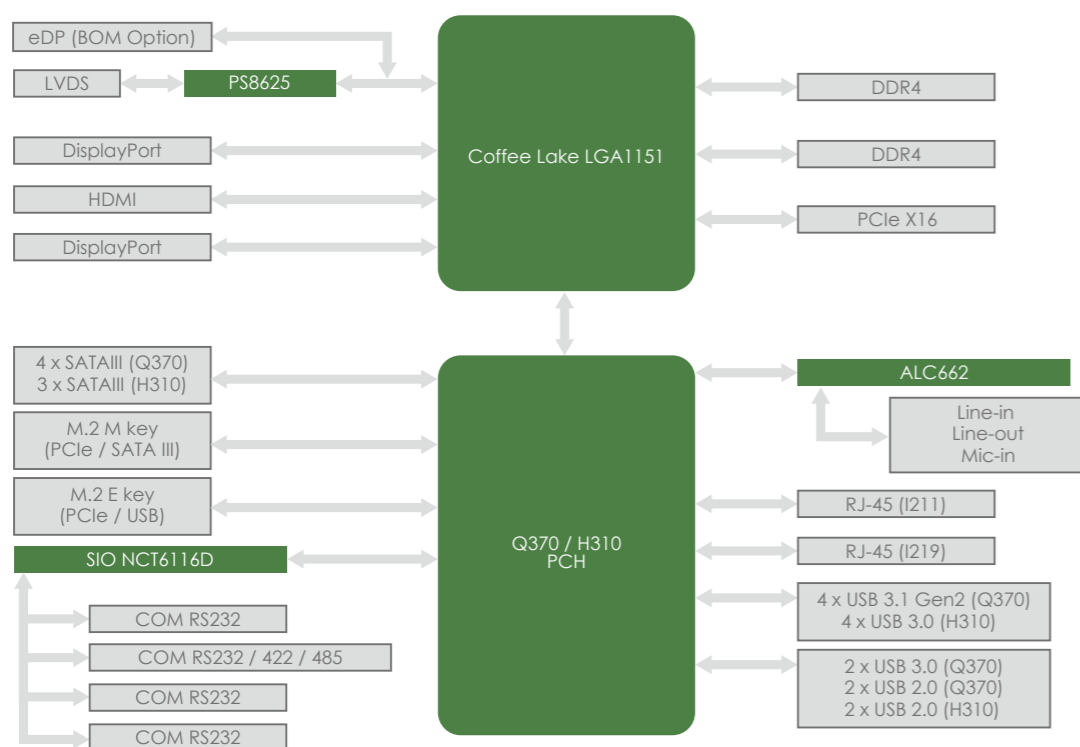 eDP (BOM Option)
LVDS
PS8625
DisplayPort
HDMI
DisplayPort
Coffee Lake LGA1151
DDR4
DDR4
PCIe X16
4 x SATAIII (Q370)
3 x SATAIII (H310)
M.2 M key
(PCIe / SATA III)
M.2 E key
(PCIe / USB)
SIO NCT6116D
COM RS232
COM RS232 / 422 / 485
COM RS232
COM RS232
Q370 / H310
PCH
ALC662
Line-in
Line-out
Mic-in
RJ-45 (I211)
RJ-45 (I219)
4 x USB 3.1 Gen2 (Q370)
4 x USB 3.0 (H310)
2 x USB 3.0 (Q370)
2 x USB 2.0 (Q370)
2 x USB 2.0 (H310)